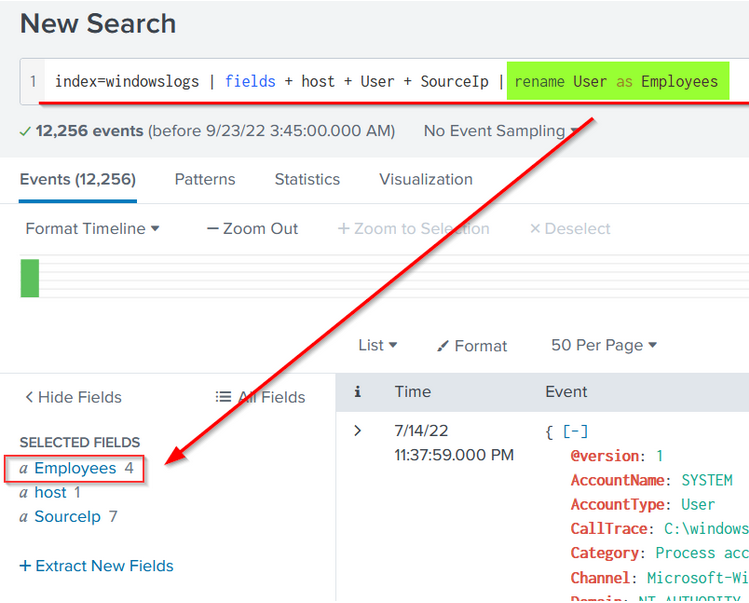 New Search
1 index=windowslogs | fields + host + User + SourceIp | rename User as Employees
✓ 12,256 events (before 9/23/22 3:45:00.000 AM) No Event Sampling
Events (12,256) Patterns Statistics Visualization
Format Timeline — Zoom Out + Zoom to Selection × Deselect
List Format 50 Per Page
< Hide Fields All Fields i Time Event
SELECTED FIELDS
a Employees 4
a host 1
a SourceIp 7
+ Extract New Fields
> 7/14/22
11:37:59.000 PM
{ [-]
@version: 1
AccountName: SYSTEM
AccountType: User
CallTrace: C:\windows
Category: Process acc
Channel: Microsoft-Wi
Domain: NT AUTHORITY